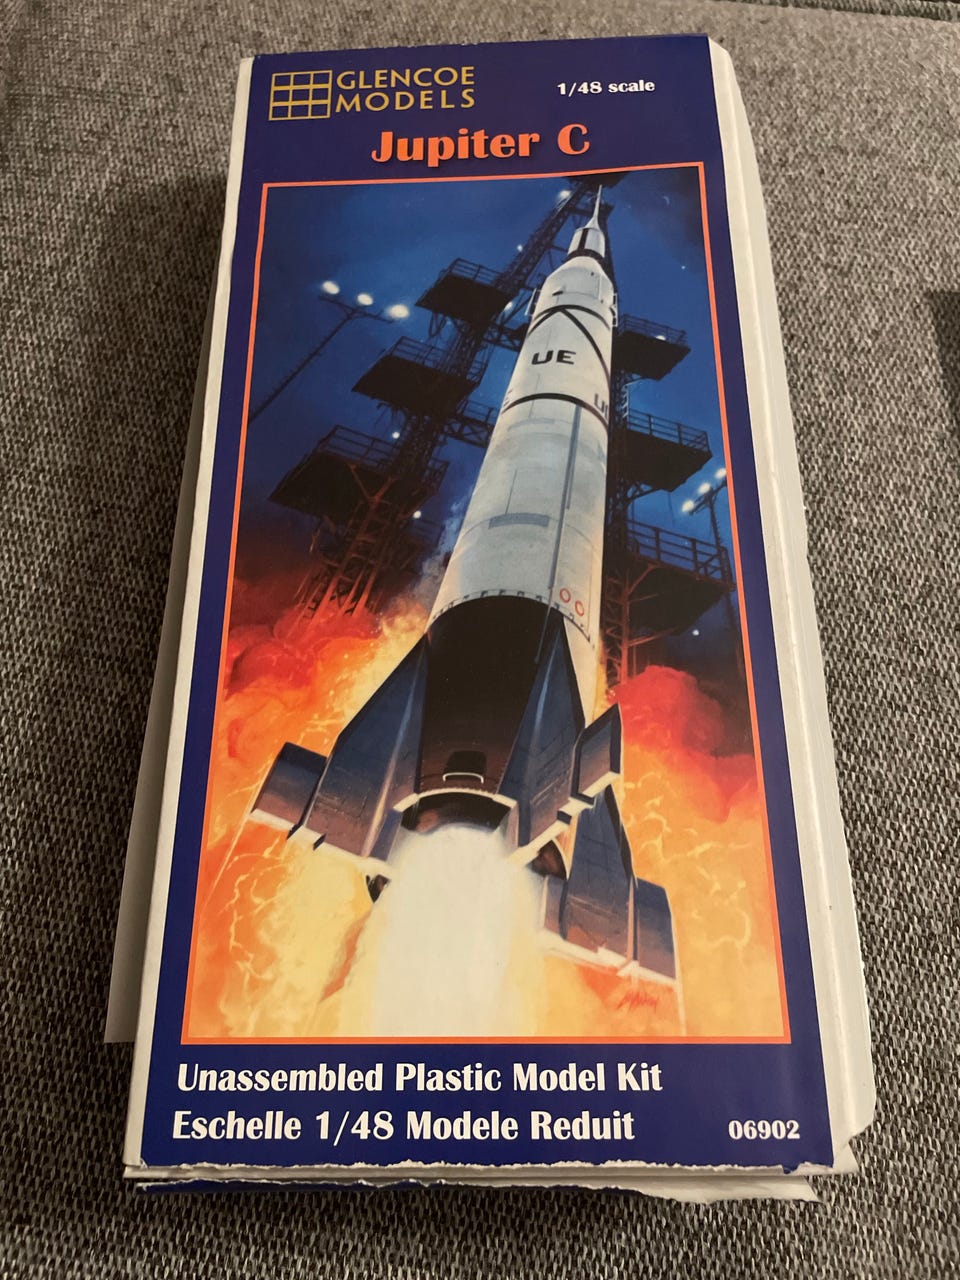 GLENCOE
MODELS
1/48 scale
Jupiter C
UE
Unassembled Plastic Model Kit
Eschelle 1/48 Modele Reduit
06902